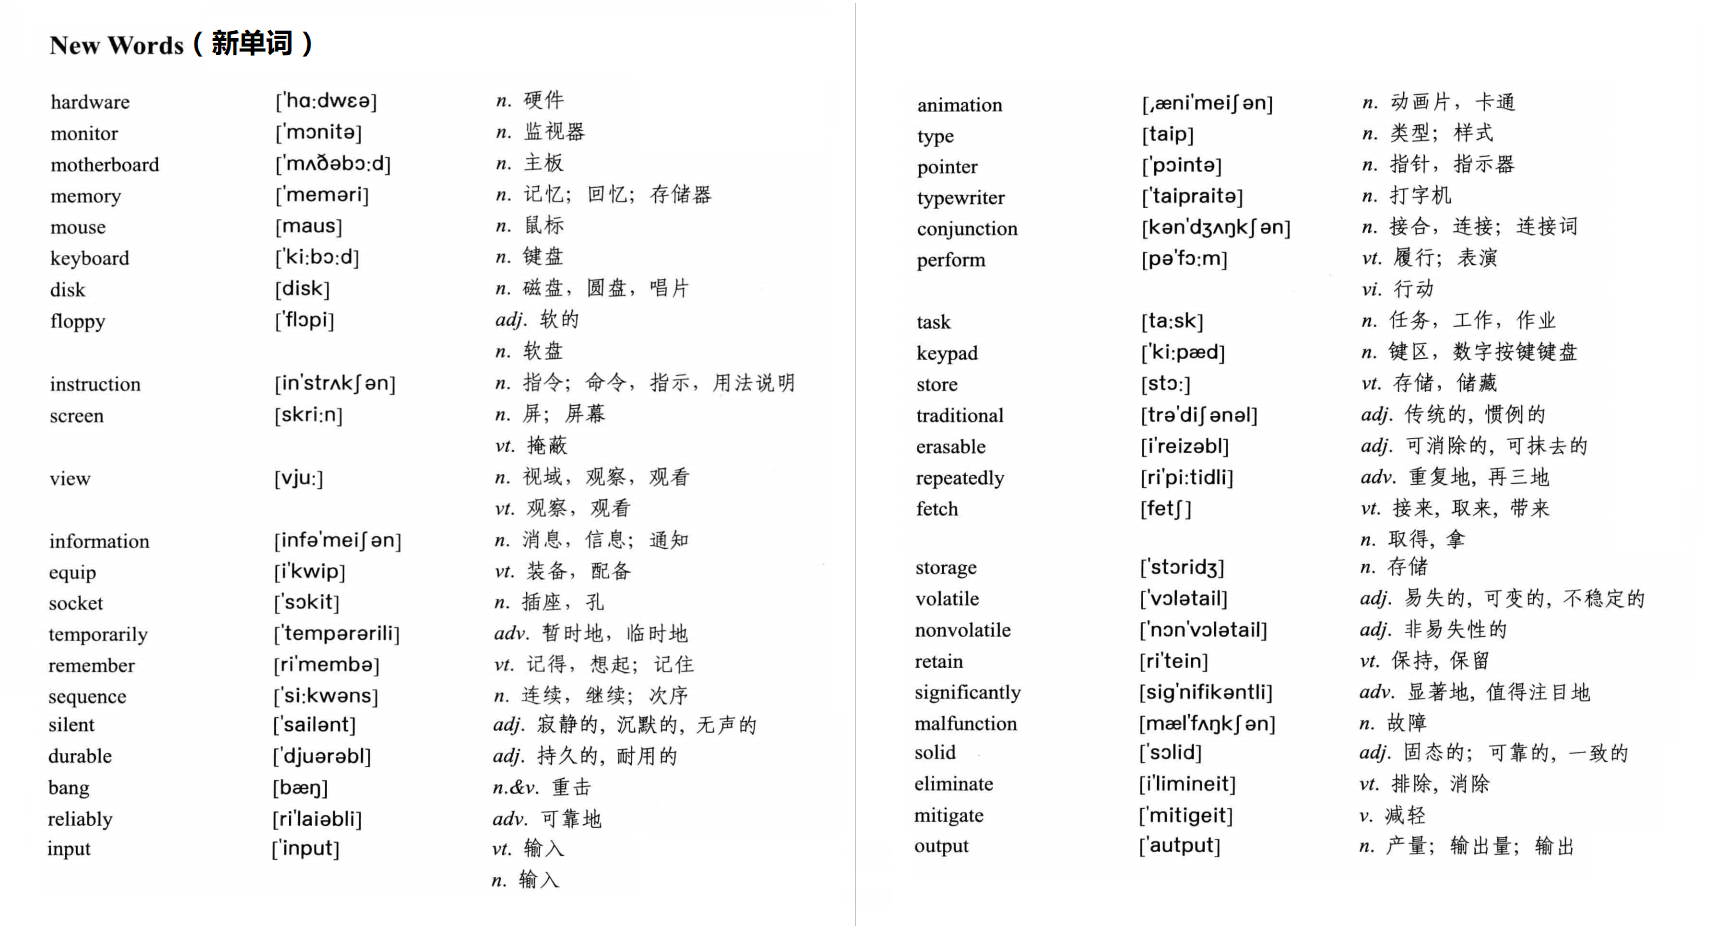 New Words（新单词）
hardware ['hɑ:dwɛə] n. 硬件
monitor ['mɔnitə] n. 监视器
motherboard ['mʌðəbɔ:d] n. 主板
memory ['meməri] n. 记忆；回忆；存储器
mouse [maus] n. 鼠标
keyboard ['ki:bɔ:d] n. 键盘
disk [disk] n. 磁盘，圆盘，唱片
floppy ['flɔpi] adj. 软的
n. 软盘
instruction [in'strʌkʃən] n. 指令；命令，指示，用法说明
screen [skri:n] n. 屏；屏幕
vt. 掩蔽
view [vju:] n. 视域，观察，观看
vt. 观察，观看
information [infə'meiʃən] n. 消息，信息；通知
equip [i'kwip] vt. 装备，配备
socket ['sɔkit] n. 插座，孔
temporarily ['tempərərili] adv. 暂时地，临时地
remember [ri'membə] vt. 记得，想起；记住
sequence ['si:kwəns] n. 连续，继续；次序
silent ['sailənt] adj. 寂静的, 沉默的, 无声的
durable ['djuərəbl] adj. 持久的, 耐用的
bang [bæŋ] n.&v. 重击
reliably [ri'laiəbli] adv. 可靠地
input ['input] vt. 输入
n. 输入
animation [,æni'meiʃən] n. 动画片，卡通
type [taip] n. 类型；样式
pointer ['pɔintə] n. 指针，指示器
typewriter ['taipraitə] n. 打字机
conjunction [kən'dʒʌŋkʃən] n. 接合，连接；连接词
perform [pə'fɔ:m] vt. 履行；表演
vi. 行动
task [ta:sk] n. 任务，工作，作业
keypad ['ki:pæd] n. 键区，数字按键键盘
store [stɔ:] vt. 存储，储藏
traditional [trə'diʃənəl] adj. 传统的，惯例的
erasable [i'reizəbl] adj. 可消除的, 可抹去的
repeatedly [ri'pi:tidli] adv. 重复地, 再三地
fetch [fetʃ] vt. 接来, 取来, 带来
n. 取得, 拿
storage ['stɔridʒ] n. 存储
volatile ['vɔlətail] adj. 易失的, 可变的, 不稳定的
nonvolatile ['nɔn'vɔlətail] adj. 非易失性的
retain [ri'tein] vt. 保持, 保留
significantly [sig'nifikəntli] adv. 显著地, 值得注目地
malfunction [mæl'fʌŋkʃən] n. 故障
solid ['sɔlid] adj. 固态的；可靠的, 一致的
eliminate [i'limineit] vt. 排除, 消除
mitigate ['mitigeit] v. 减轻
output ['autput] n. 产量；输出量；输出